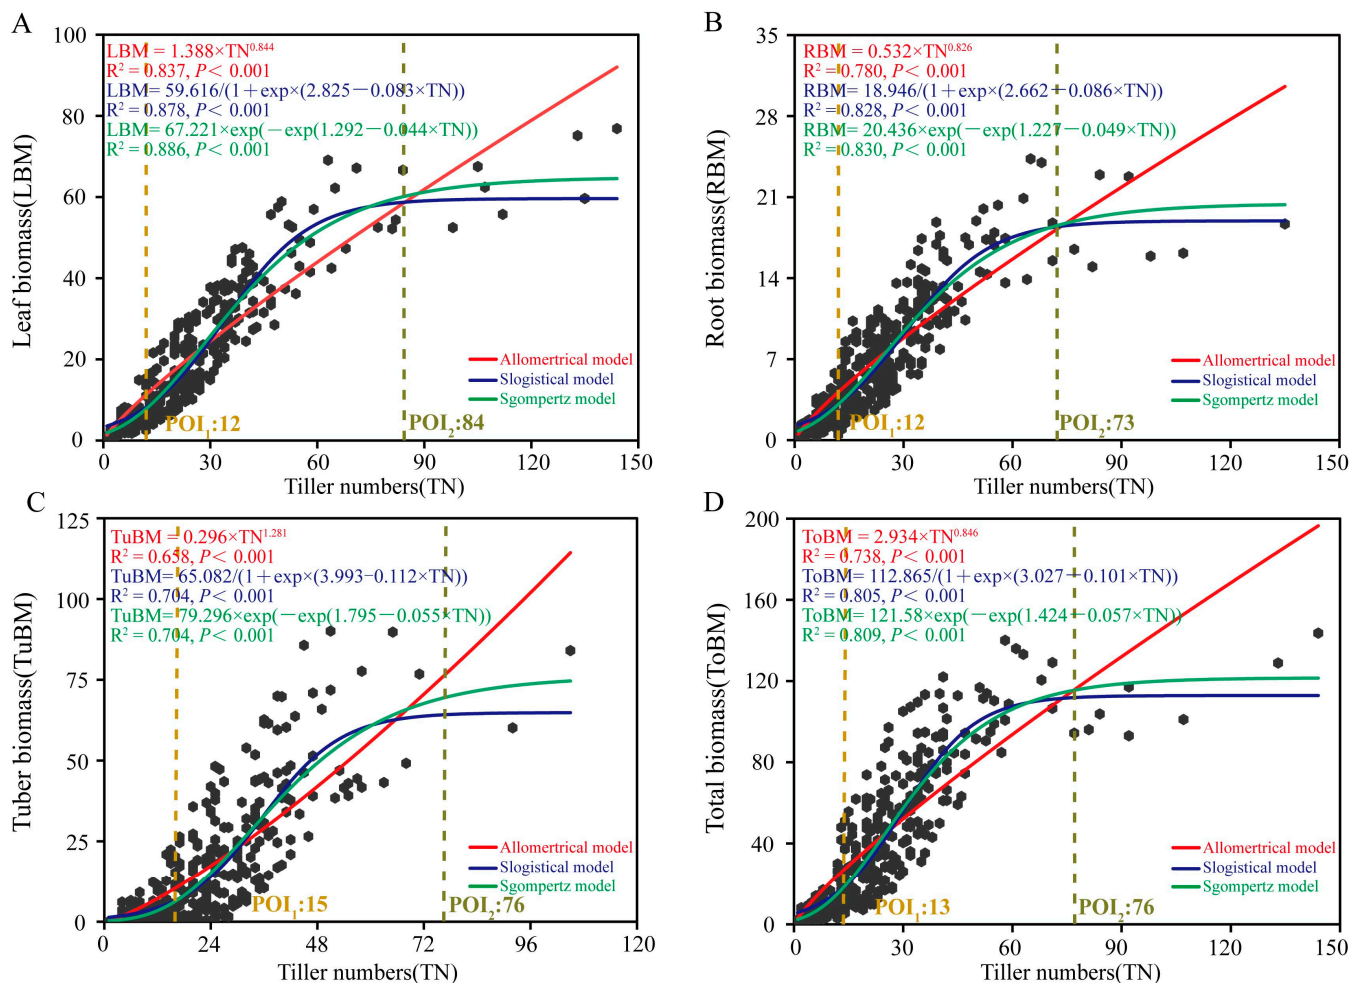 A
100
80
60
40
20
0
Leaf biomass(LBM)
LBM = 1.388×TN^0.844
R² = 0.837, P< 0.001
LBM= 59.616/(1+exp×(2.825−0.083×TN))
R² = 0.878, P< 0.001
LBM= 67.221×exp(−exp(1.292−0.044×TN))
R² = 0.886, P< 0.001
Allomertrical model
Slogistical model
Sgompertz model
POI₁:12
POI₂:84
0 30 60 90 120 150
Tiller numbers(TN)
B
35
28
21
14
7
0
Root biomass(RBM)
RBM = 0.532×TN^0.826
R² = 0.780, P< 0.001
RBM= 18.946/(1+exp×(2.662−0.086×TN))
R² = 0.828, P< 0.001
RBM= 20.436×exp(−exp(1.227−0.049×TN))
R² = 0.830, P< 0.001
Allomertrical model
Slogistical model
Sgompertz model
POI₁:12
POI₂:73
0 30 60 90 120 150
Tiller numbers(TN)
C
125
100
75
50
25
0
Tuber biomass(TuBM)
TuBM = 0.296×TN^1.281
R² = 0.658, P< 0.001
TuBM= 65.082/(1+exp×(3.993−0.112×TN))
R² = 0.704, P< 0.001
TuBM= 79.296×exp(−exp(1.795−0.055×TN))
R² = 0.704, P< 0.001
Allomertrical model
Slogistical model
Sgompertz model
POI₁:15
POI₂:76
0 24 48 72 96 120
Tiller numbers(TN)
D
200
160
120
80
40
0
Total biomass(ToBM)
ToBM = 2.934×TN^0.846
R² = 0.738, P< 0.001
ToBM= 112.865/(1+exp×(3.027−0.101×TN))
R² = 0.805, P< 0.001
ToBM= 121.58×exp(−exp(1.424−0.057×TN))
R² = 0.809, P< 0.001
Allomertrical model
Slogistical model
Sgompertz model
POI₁:13
POI₂:76
0 30 60 90 120 150
Tiller numbers(TN)